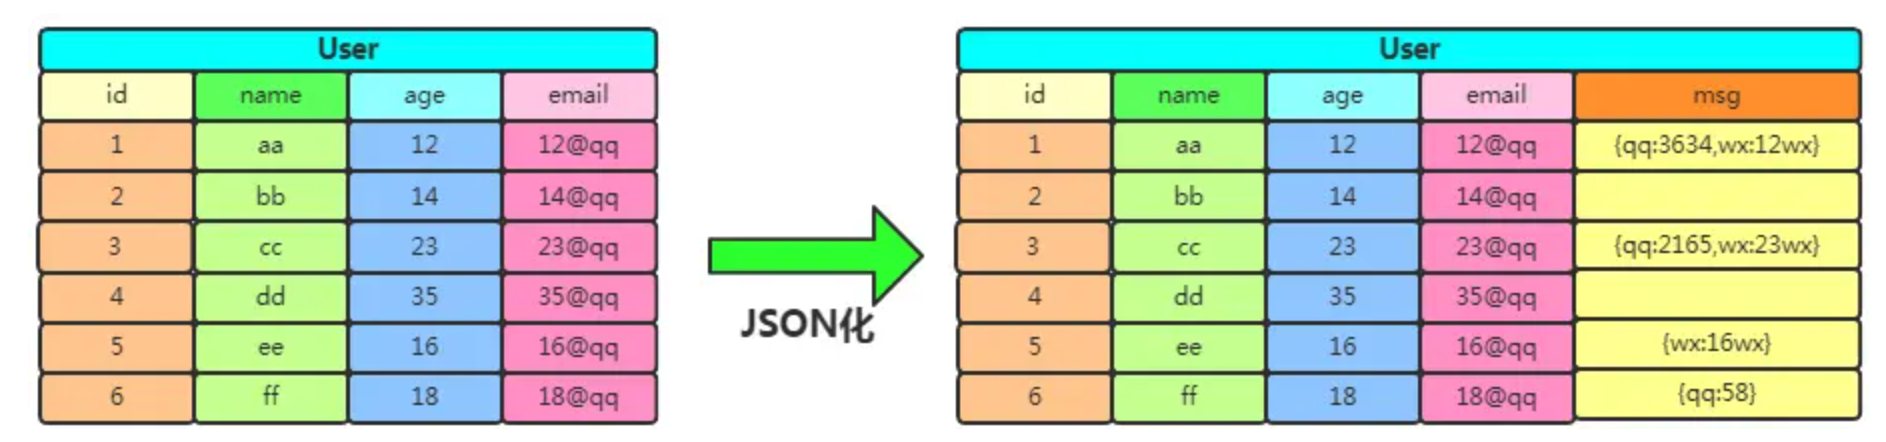 User
id name age email
1 aa 12 12@qq
2 bb 14 14@qq
3 cc 23 23@qq
4 dd 35 35@qq
5 ee 16 16@qq
6 ff 18 18@qq
JSON化
User
id name age email msg
1 aa 12 12@qq {qq:3634,wx:12wx}
2 bb 14 14@qq
3 cc 23 23@qq {qq:2165,wx:23wx}
4 dd 35 35@qq
5 ee 16 16@qq {wx:16wx}
6 ff 18 18@qq {qq:58}